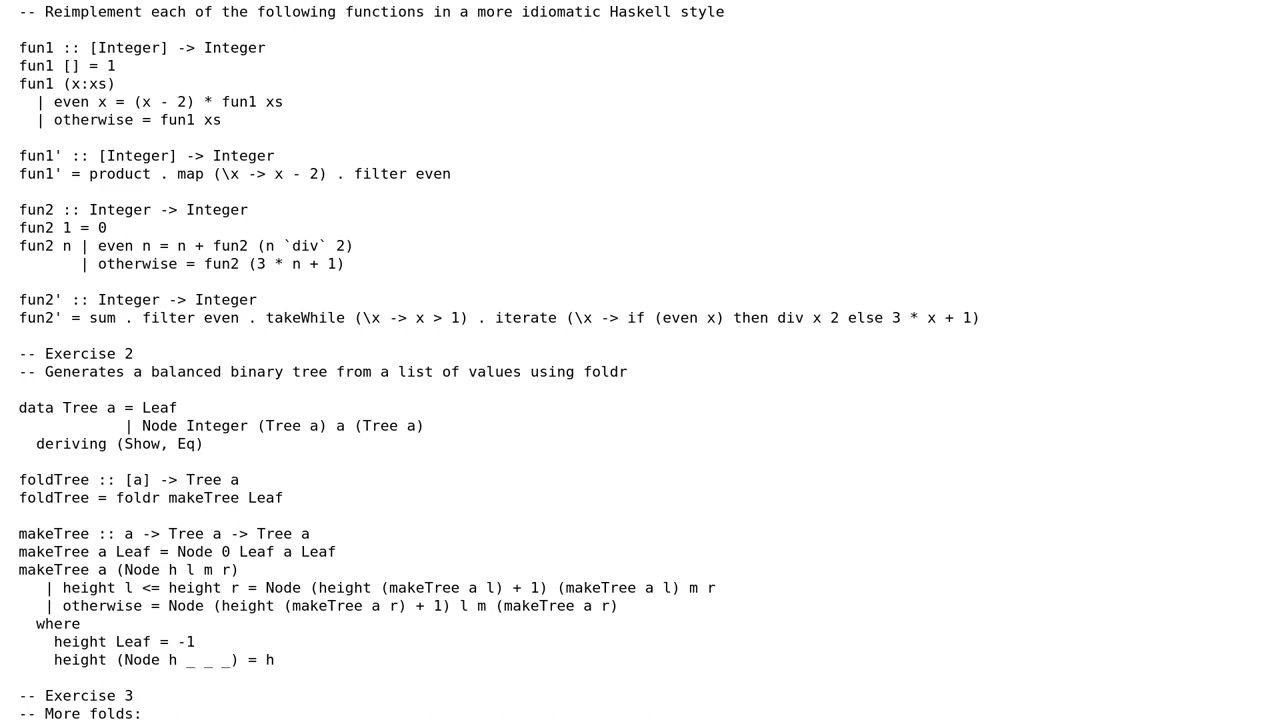 -- Reimplement each of the following functions in a more idiomatic Haskell style

fun1 :: [Integer] -> Integer
fun1 [] = 1
fun1 (x:xs)
  | even x = (x - 2) * fun1 xs
  | otherwise = fun1 xs

fun1' :: [Integer] -> Integer
fun1' = product . map (\x -> x - 2) . filter even

fun2 :: Integer -> Integer
fun2 1 = 0
fun2 n | even n = n + fun2 (n `div` 2)
       | otherwise = fun2 (3 * n + 1)

fun2' :: Integer -> Integer
fun2' = sum . filter even . takeWhile (\x -> x > 1) . iterate (\x -> if (even x) then div x 2 else 3 * x + 1)

-- Exercise 2
-- Generates a balanced binary tree from a list of values using foldr

data Tree a = Leaf
            | Node Integer (Tree a) a (Tree a)
  deriving (Show, Eq)

foldTree :: [a] -> Tree a
foldTree = foldr makeTree Leaf

makeTree :: a -> Tree a -> Tree a
makeTree a Leaf = Node 0 Leaf a Leaf
makeTree a (Node h l m r)
   | height l <= height r = Node (height (makeTree a l) + 1) (makeTree a l) m r
   | otherwise = Node (height (makeTree a r) + 1) l m (makeTree a r)
  where
    height Leaf = -1
    height (Node h _ _ _) = h

-- Exercise 3
-- More folds: